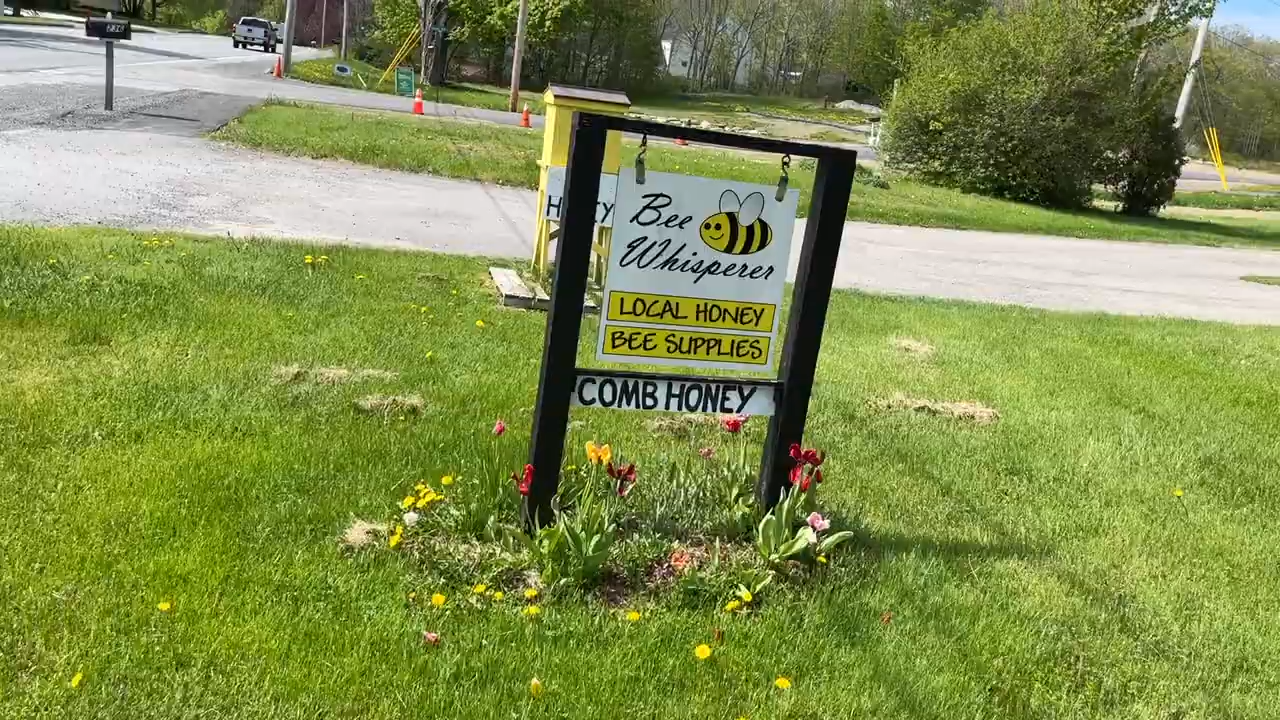 Bee
Whisperer
LOCAL HONEY
BEE SUPPLIES
COMB HONEY